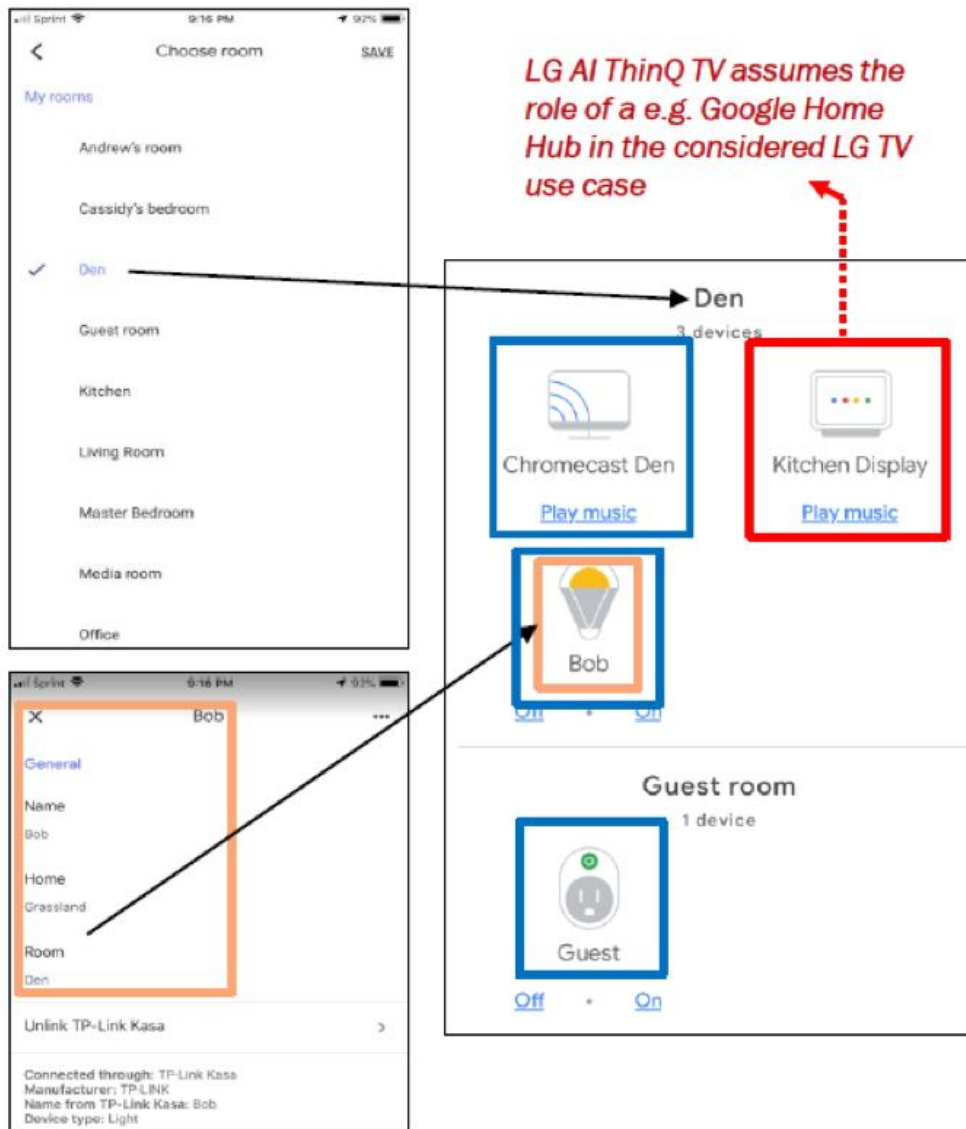 Sprint 9:16 PM 92%
Choose room SAVE
My rooms
Andrew's room
Cassidy's bedroom
Den
Guest room
Kitchen
Living Room
Master Bedroom
Media room
Office
LG AI ThinQ TV assumes the
role of a e.g. Google Home
Hub in the considered LG TV
use case
Den
3 devices
Chromecast Den
Play music
Kitchen Display
Play music
Bob
Off • On
Guest room
1 device
Guest
Off • On
Sprint 9:16 PM 92%
Bob ...
General
Name
Bob
Home
Grassland
Room
Den
Unlink TP-Link Kasa
Connected through: TP-Link Kasa
Manufacturer: TP-LINK
Name from TP-Link Kasa: Bob
Device type: Light